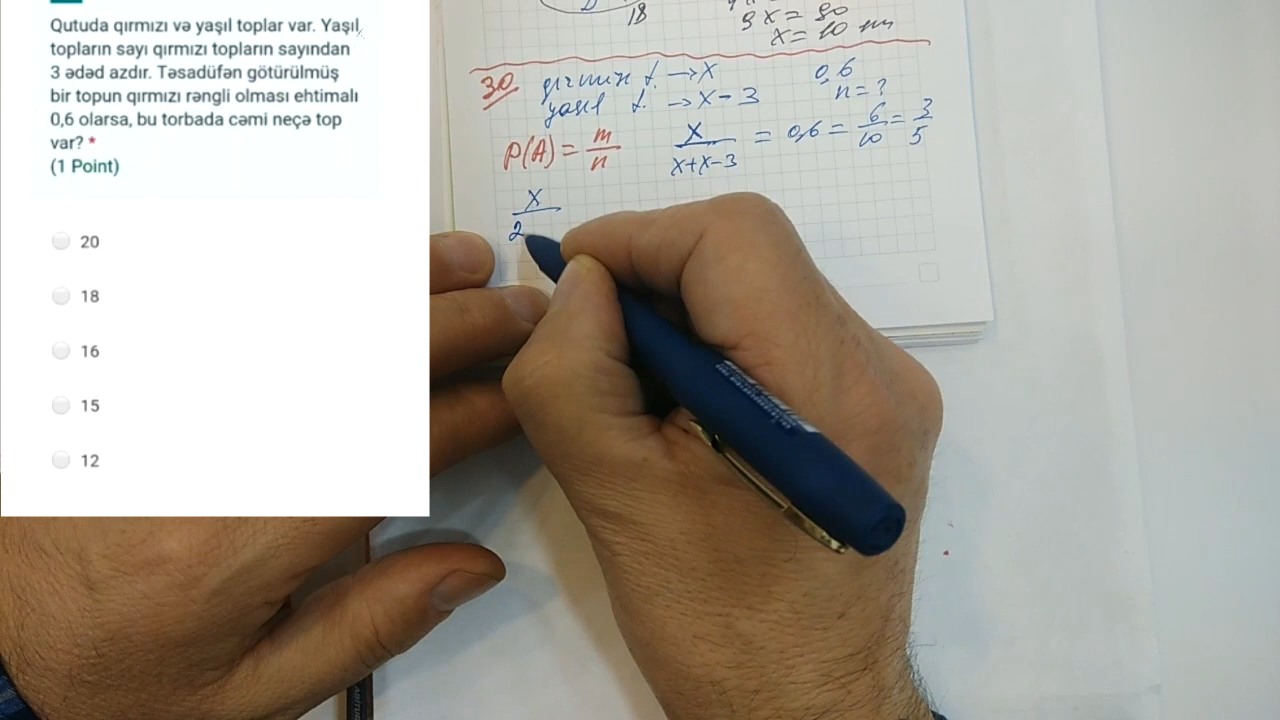 Qutuda qırmızı və yaşıl toplar var. Yaşıl
topların sayı qırmızı topların sayından
3 ədəd azdır. Təsadüfən götürülmüş
bir topun qırmızı rəngli olması ehtimalı
0,6 olarsa, bu torbada cəmi neçə top
var? *
(1 Point)
20
18
16
15
12
18
9x = 90
x = 10
30 qırmızı t. → x
yaşıl t. → x - 3
0,6
n = ?
P(A) = m/n
x/(x+x-3) = 0,6 = 6/10 = 3/5
x
2